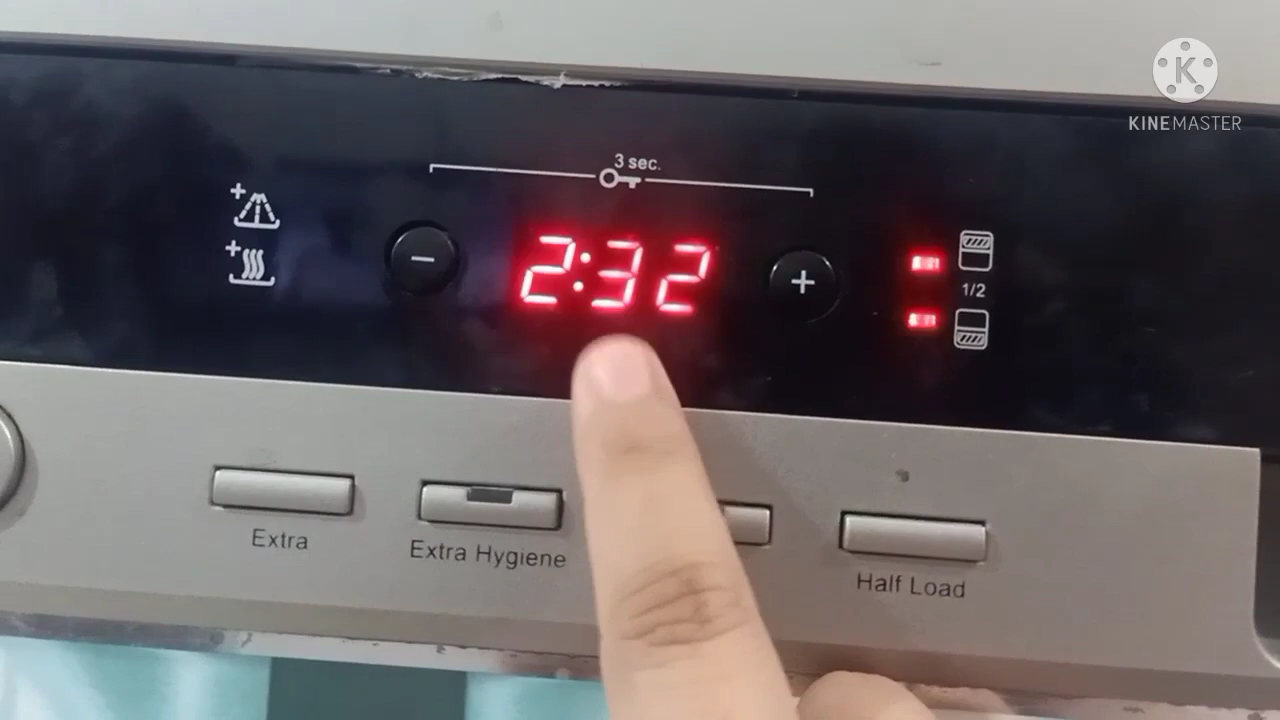 K
KINEMASTER
3 sec.
−
2:32
+
1/2
Extra
Extra Hygiene
Half Load